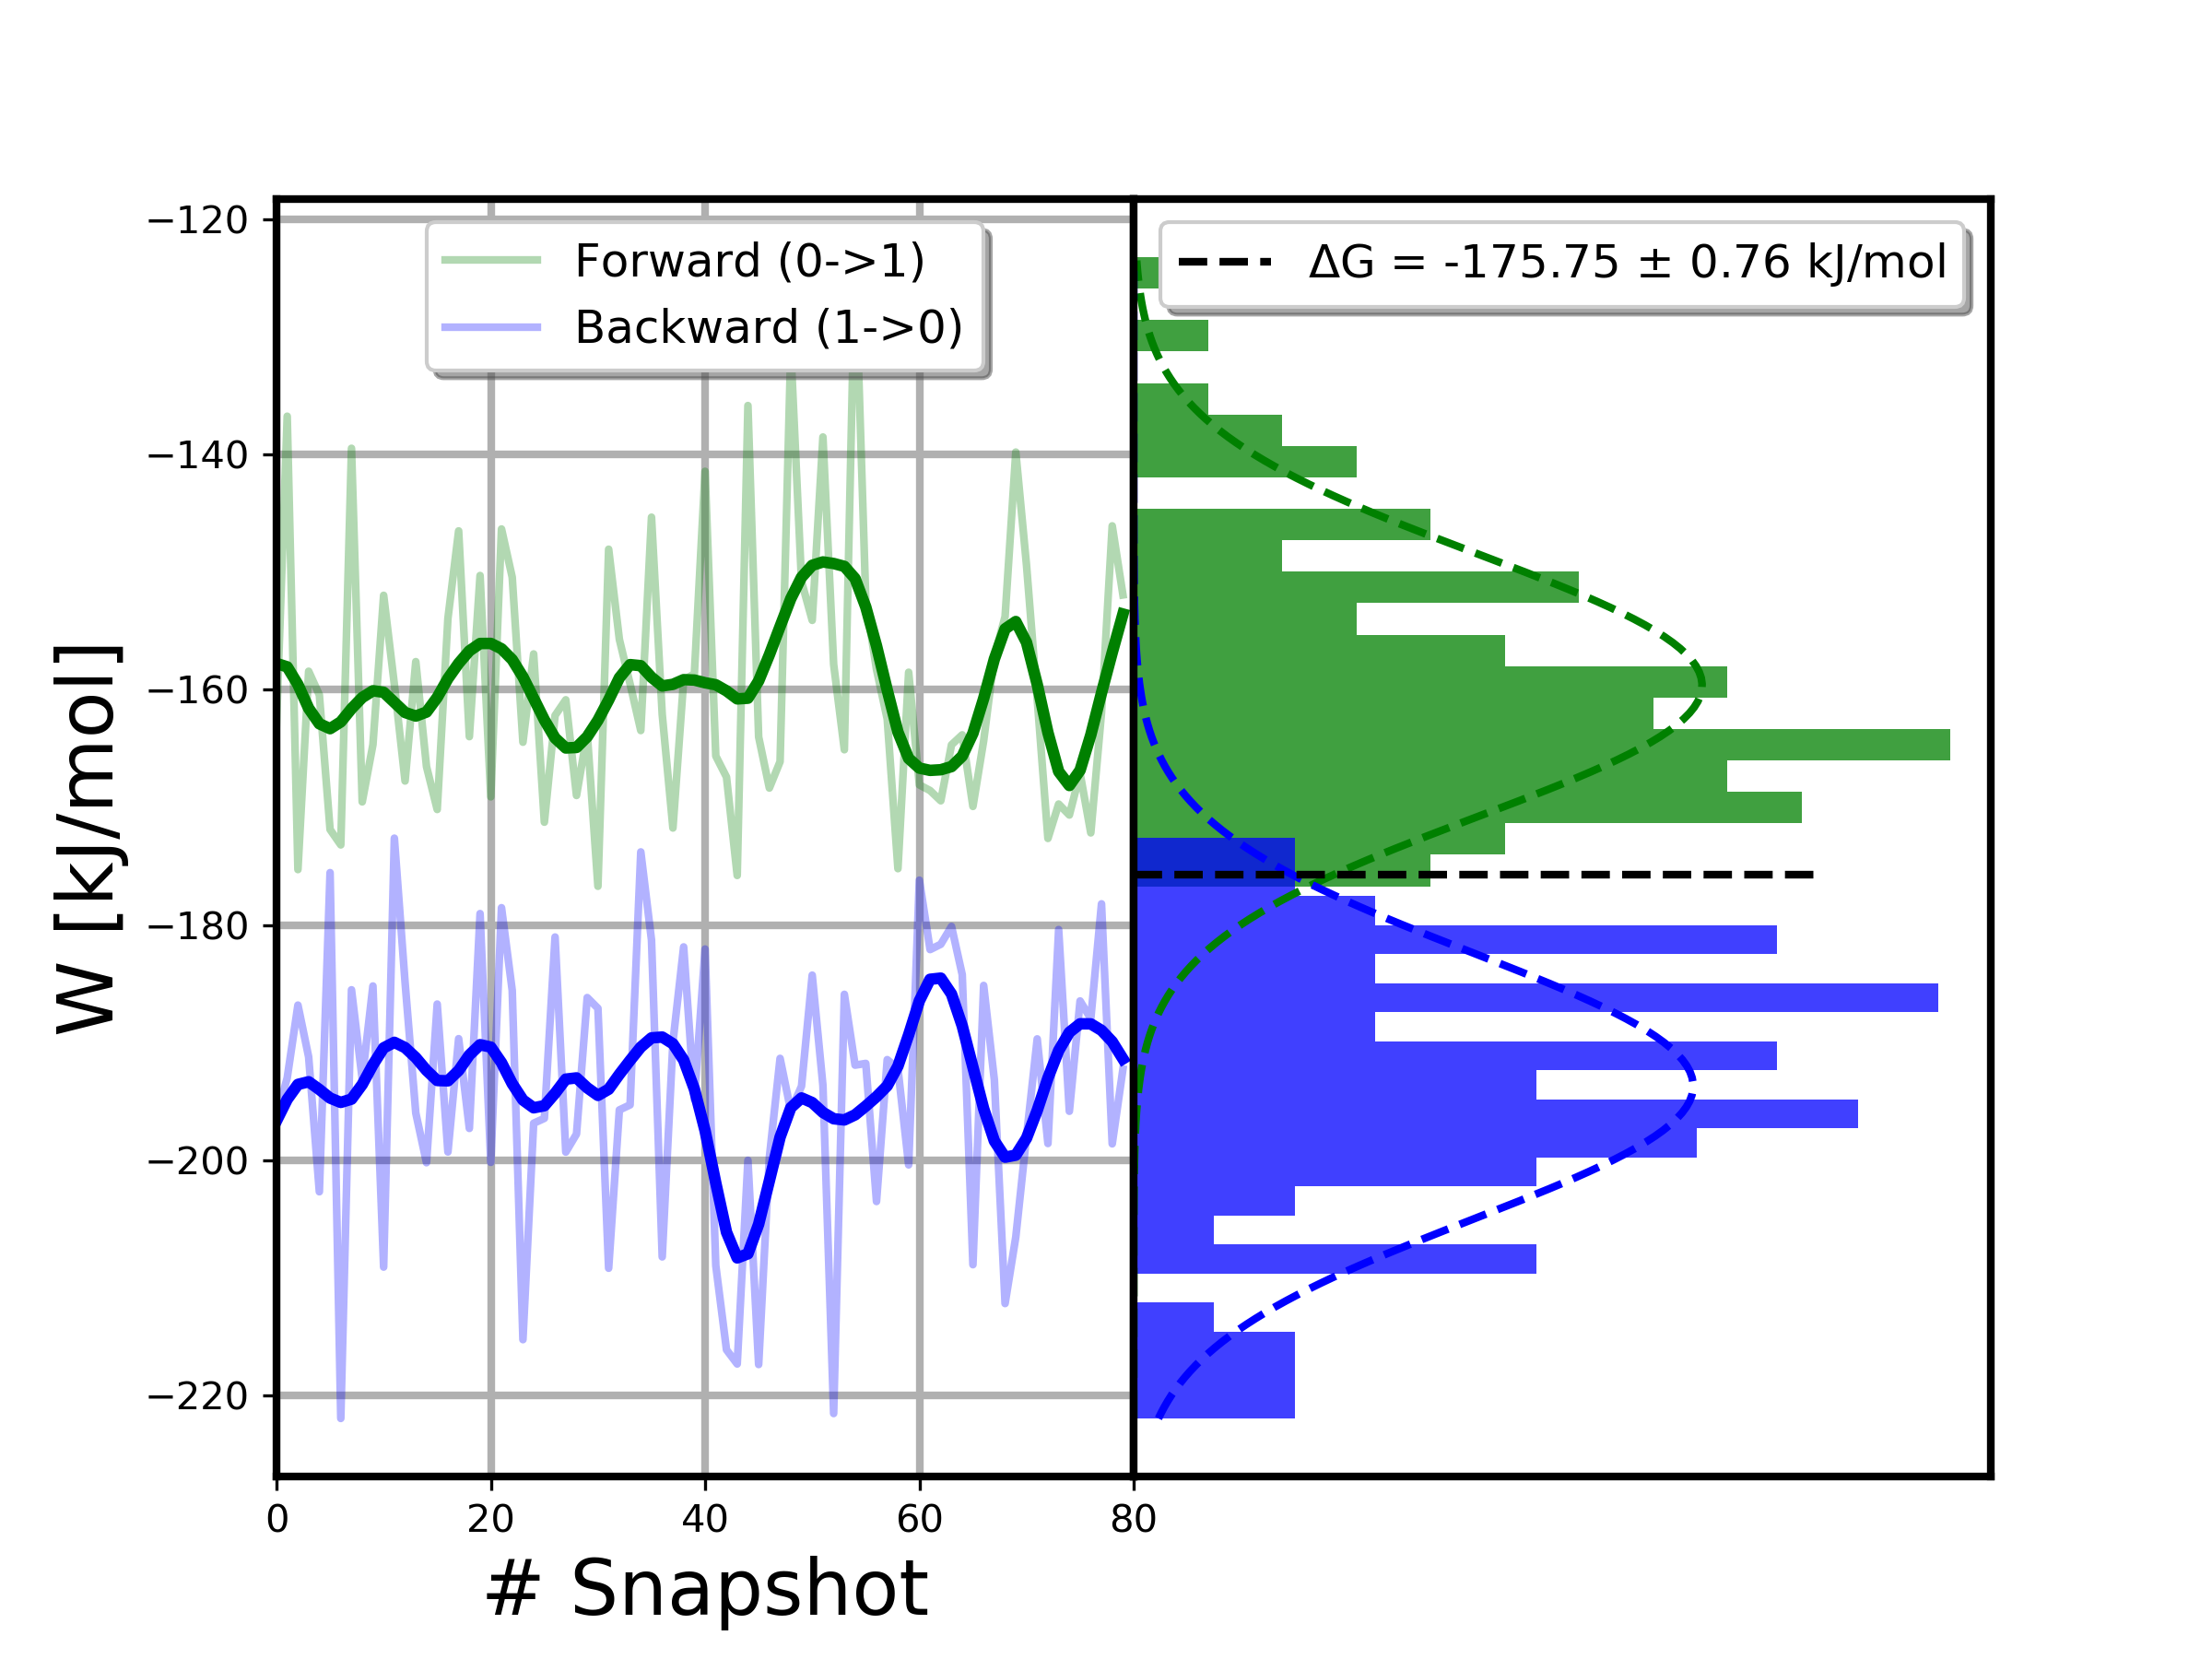 −120
−140
−160
−180
−200
−220
W [kJ/mol]
Forward (0->1)
Backward (1->0)
ΔG = -175.75 ± 0.76 kJ/mol
0 20 40 60 80
# Snapshot